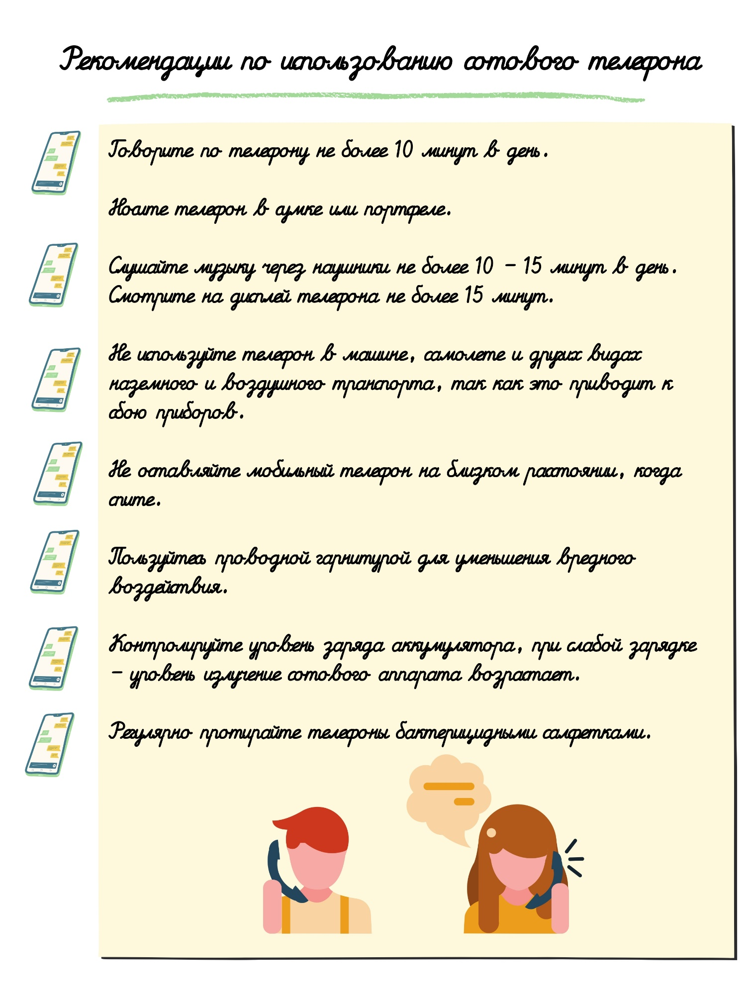 Рекомендации по использованию сотового телефона
Говорите по телефону не более 10 минут в день.
Носите телефон в сумке или портфеле.
Слушайте музыку через наушники не более 10 - 15 минут в день.
Смотрите на дисплей телефона не более 15 минут.
Не используйте телефон в машине, самолете и других видах
наземного и воздушного транспорта, так как это приводит к
сбою приборов.
Не оставляйте мобильный телефон на близком расстоянии, когда
спите.
Пользуйтесь проводной гарнитурой для уменьшения вредного
воздействия.
Контролируйте уровень заряда аккумулятора, при слабой зарядке
- уровень излучение сотового аппарата возрастает.
Регулярно протирайте телефоны бактерицидными салфетками.